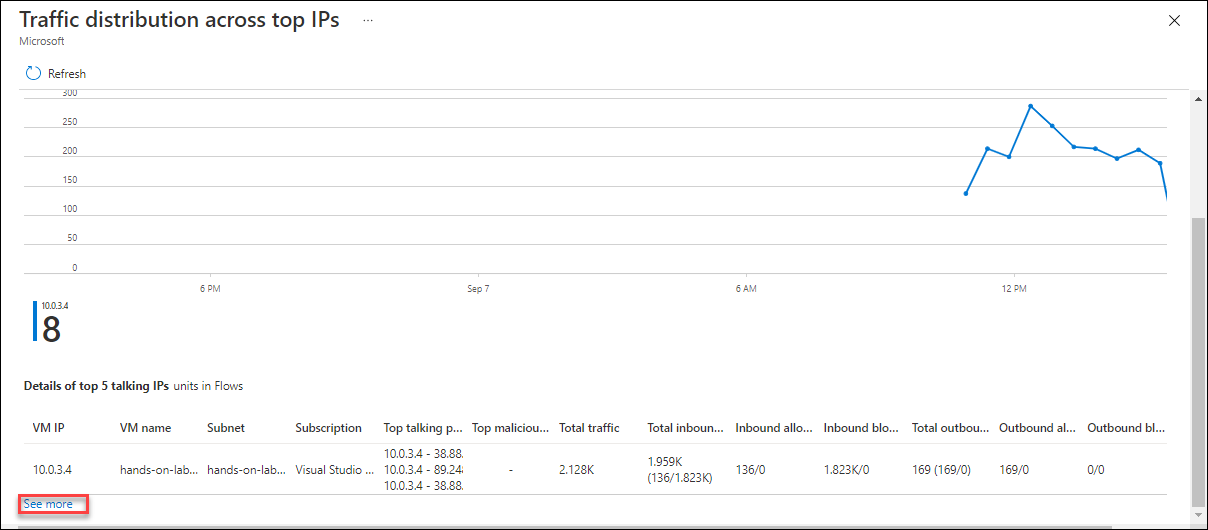 Traffic distribution across top IPs ...
Microsoft
Refresh
300
250
200
150
100
50
0
6 PM Sep 7 6 AM 12 PM
10.0.3.4
8
Details of top 5 talking IPs units in Flows
VM IP VM name Subnet Subscription Top talking p... Top maliciou... Total traffic Total inboun... Inbound allo... Inbound blo... Total outbou... Outbound al... Outbound bl...
10.0.3.4 hands-on-lab... hands-on-lab... Visual Studio ... 10.0.3.4 - 38.88. - 2.128K 1.959K 136/0 1.823K/0 169 (169/0) 169/0 0/0
10.0.3.4 - 89.24 (136/1.823K)
10.0.3.4 - 38.88.
See more